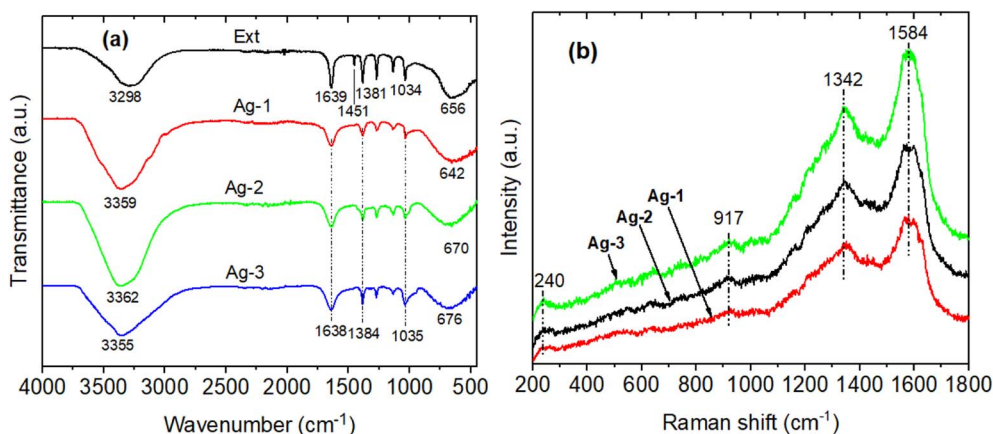 (a)
Ext
3298
1639
1451
1381
1034
656
Ag-1
3359
642
Ag-2
3362
670
Ag-3
3355
1638
1384
1035
676
Transmittance (a.u.)
4000 3500 3000 2500 2000 1500 1000 500
Wavenumber (cm⁻¹)
(b)
1584
1342
917
240
Ag-1
Ag-2
Ag-3
Intensity (a.u.)
200 400 600 800 1000 1200 1400 1600 1800
Raman shift (cm⁻¹)